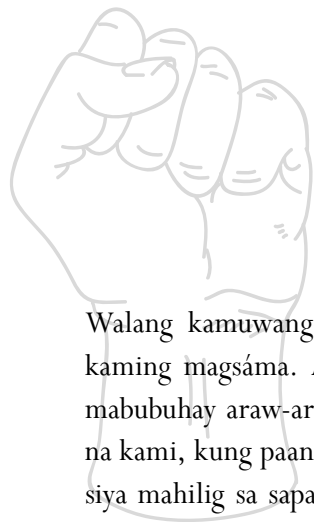 Walang kamuwang
kaming magsáma.
mabubuhay araw-ar
na kami, kung paan
siya mahilig sa sapa